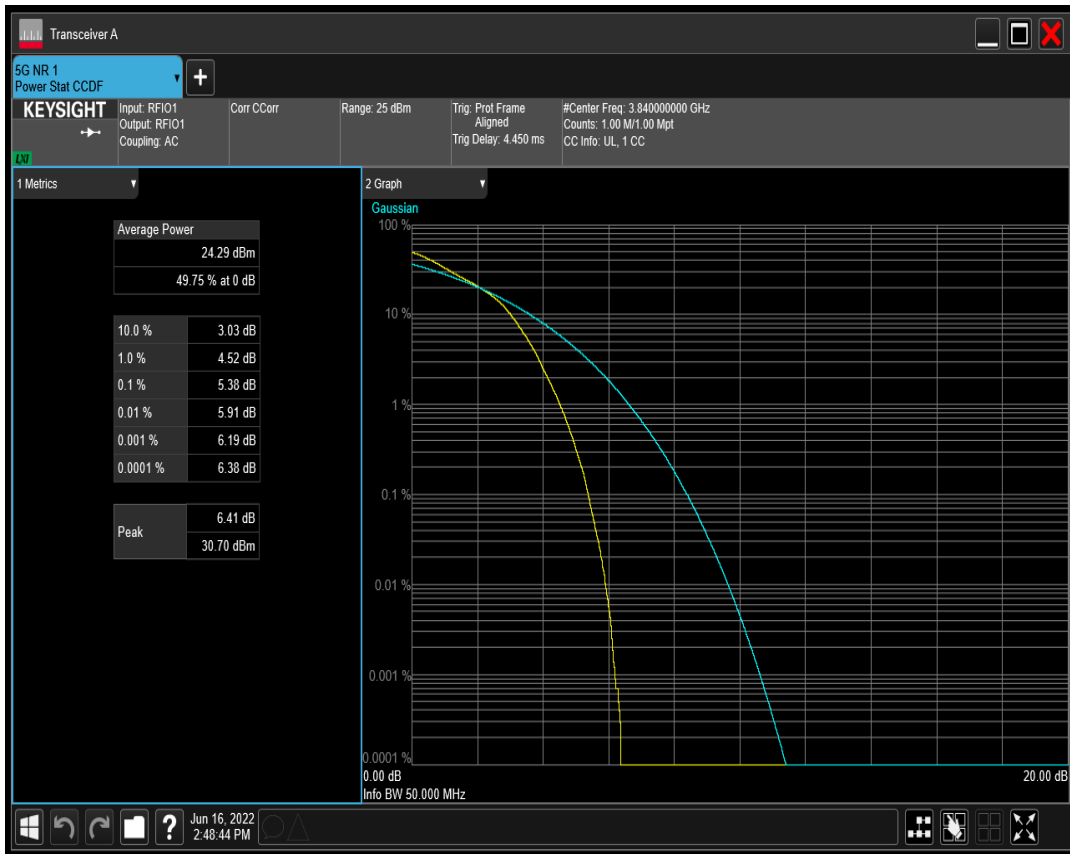 Transceiver A
5G NR 1
Power Stat CCDF
+
KEYSIGHT
LXI
Input: RFIO1
Output: RFIO1
Coupling: AC
Corr CCorr
Range: 25 dBm
Trig: Prot Frame
Aligned
Trig Delay: 4.450 ms
#Center Freq: 3.840000000 GHz
Counts: 1.00 M/1.00 Mpt
CC Info: UL, 1 CC
1 Metrics
Average Power
24.29 dBm
49.75 % at 0 dB
10.0 % 3.03 dB
1.0 % 4.52 dB
0.1 % 5.38 dB
0.01 % 5.91 dB
0.001 % 6.19 dB
0.0001 % 6.38 dB
Peak
6.41 dB
30.70 dBm
2 Graph
Gaussian
100 %
10 %
1 %
0.1 %
0.01 %
0.001 %
0.0001 %
0.00 dB 20.00 dB
Info BW 50.000 MHz
?
Jun 16, 2022
2:48:44 PM